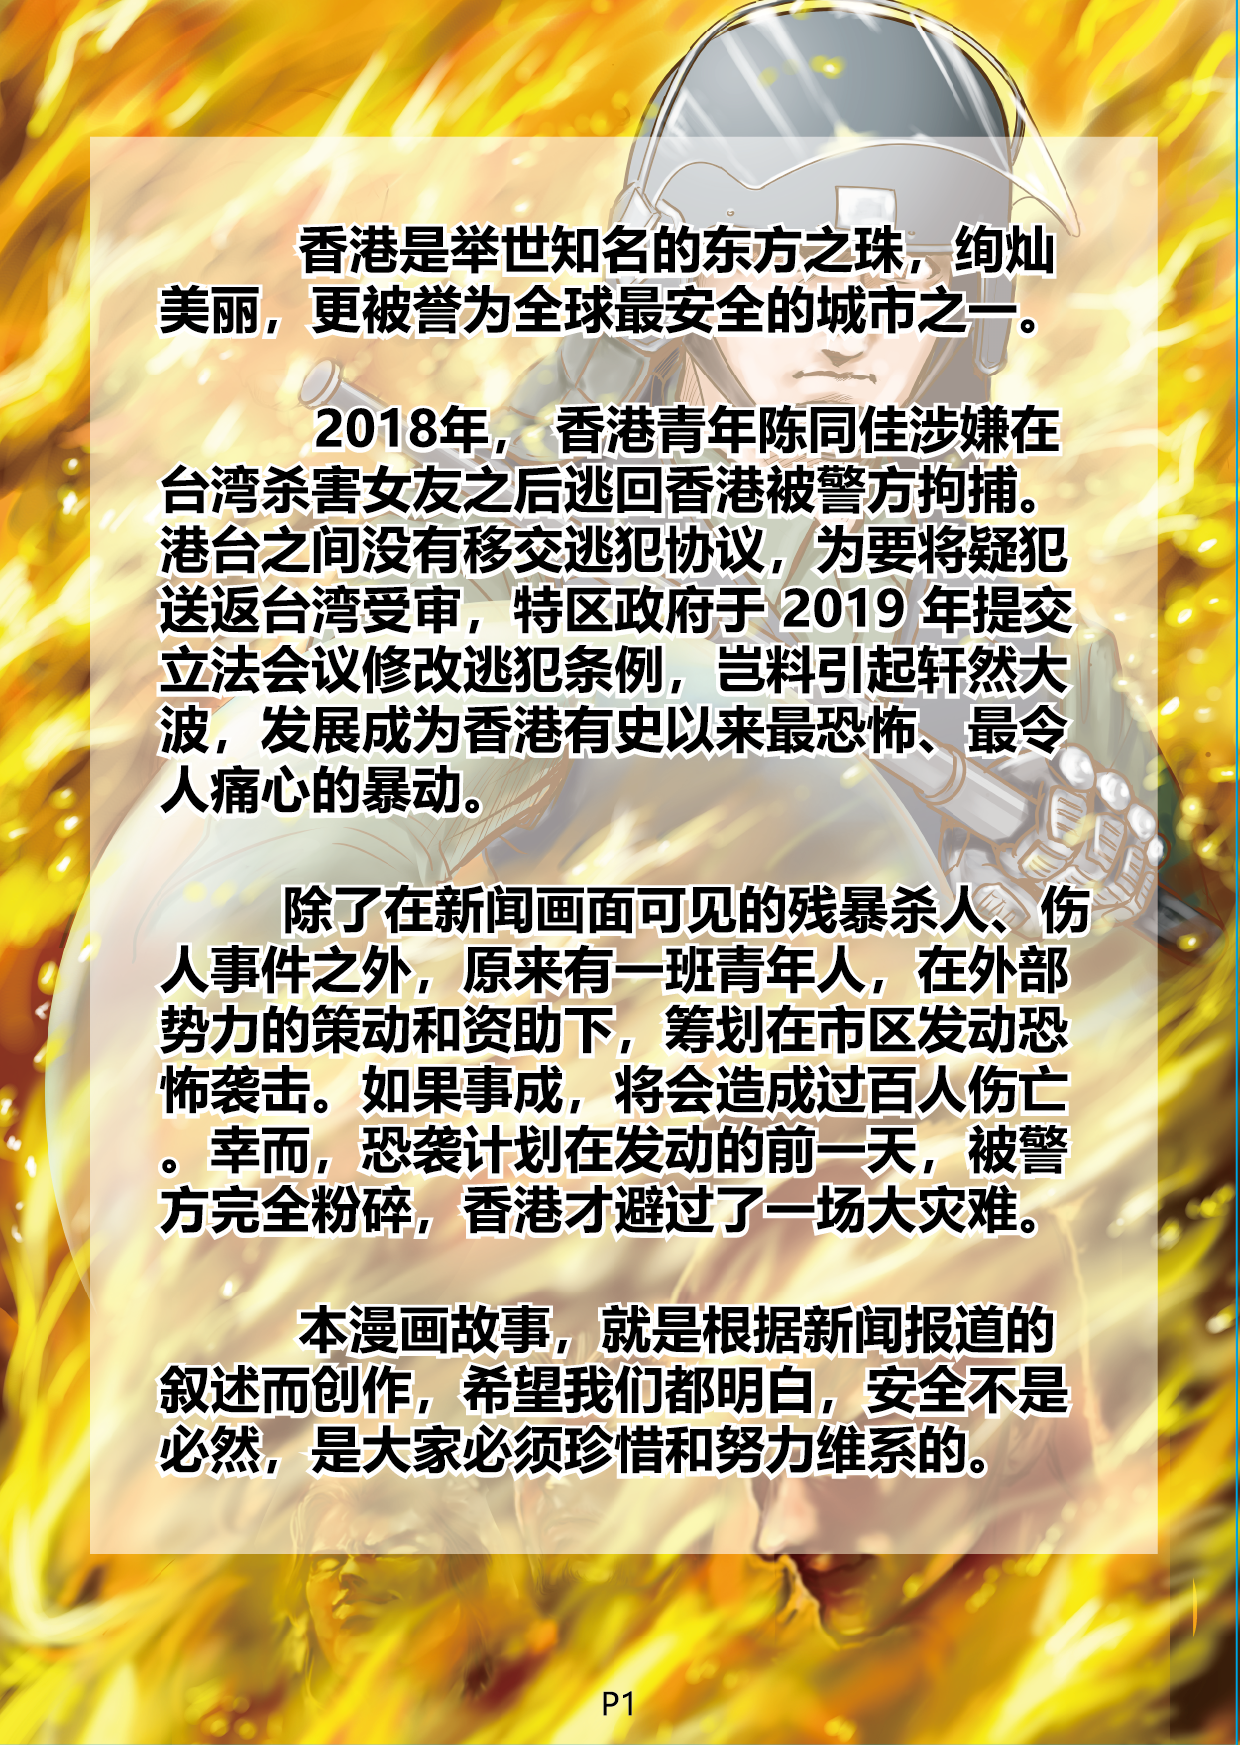 香港是举世知名的东方之珠，绚灿
美丽，更被誉为全球最安全的城市之一。
2018年， 香港青年陈同佳涉嫌在
台湾杀害女友之后逃回香港被警方拘捕。
港台之间没有移交逃犯协议，为要将疑犯
送返台湾受审，特区政府于 2019 年提交
立法会议修改逃犯条例，岂料引起轩然大
波，发展成为香港有史以来最恐怖、最令
人痛心的暴动。
除了在新闻画面可见的残暴杀人、伤
人事件之外，原来有一班青年人，在外部
势力的策动和资助下，筹划在市区发动恐
怖袭击。如果事成，将会造成过百人伤亡
。幸而，恐袭计划在发动的前一天，被警
方完全粉碎，香港才避过了一场大灾难。
本漫画故事，就是根据新闻报道的
叙述而创作，希望我们都明白，安全不是
必然，是大家必须珍惜和努力维系的。
P1